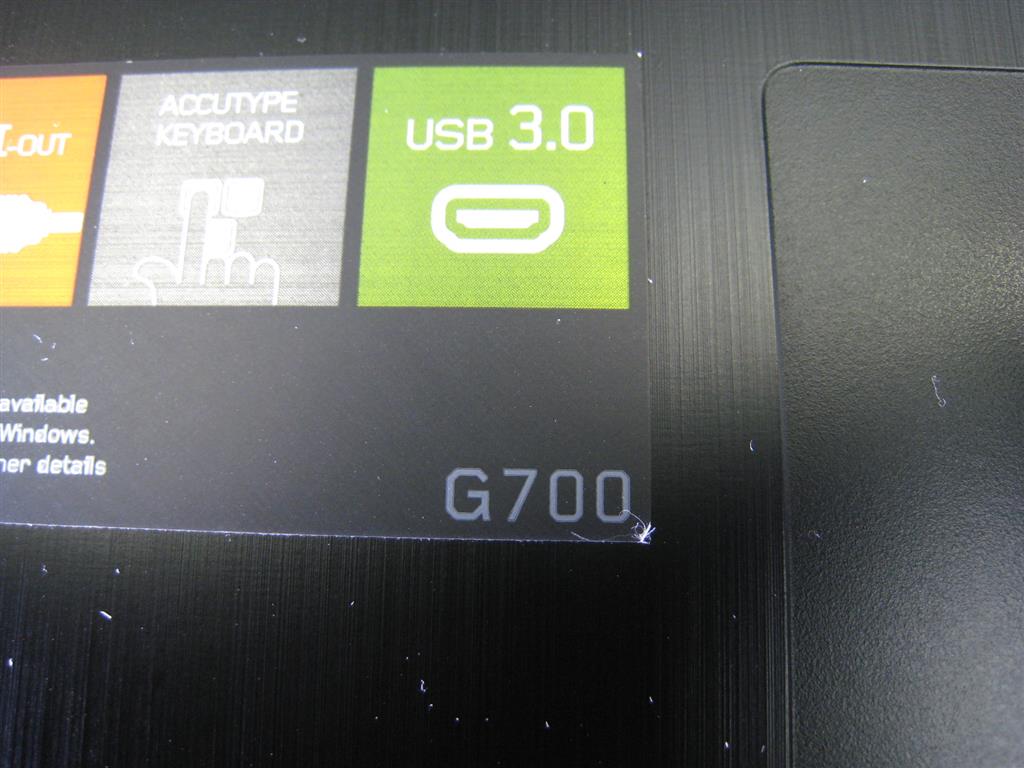 I-OUT
ACCUTYPE
KEYBOARD
USB 3.0
available
Windows.
her details
G700